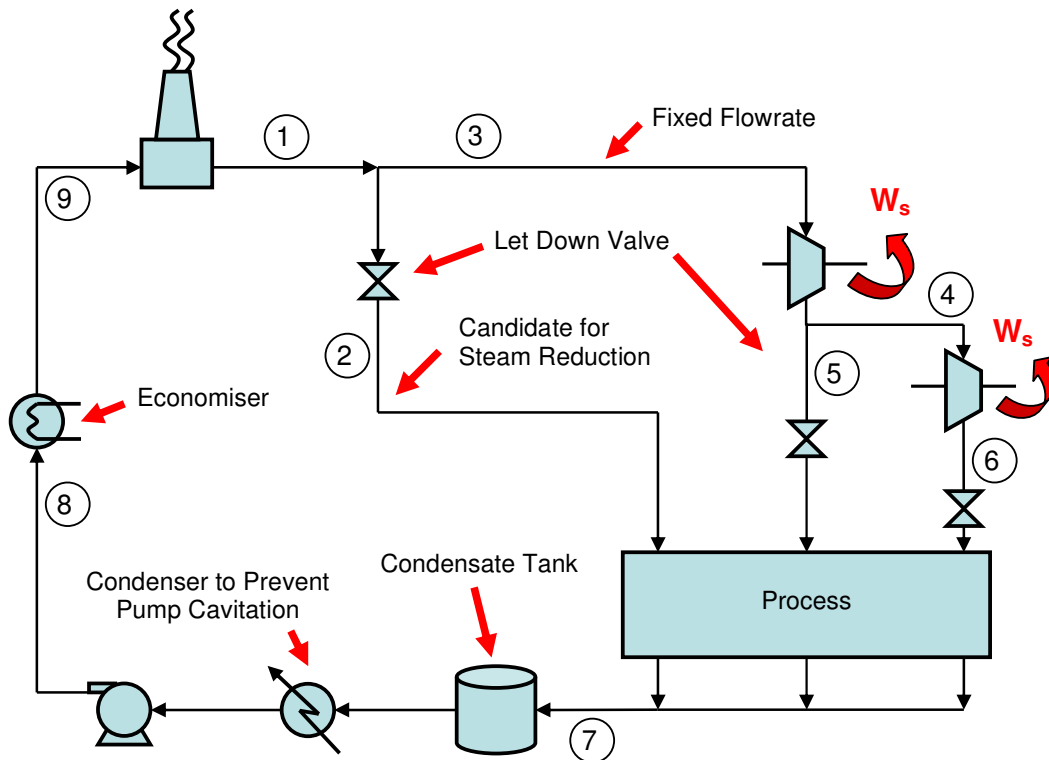 1
3
Fixed Flowrate
9
Ws
Let Down Valve
4
Candidate for
Steam Reduction
2
Ws
5
Economiser
6
8
Condenser to Prevent
Pump Cavitation
Condensate Tank
Process
7